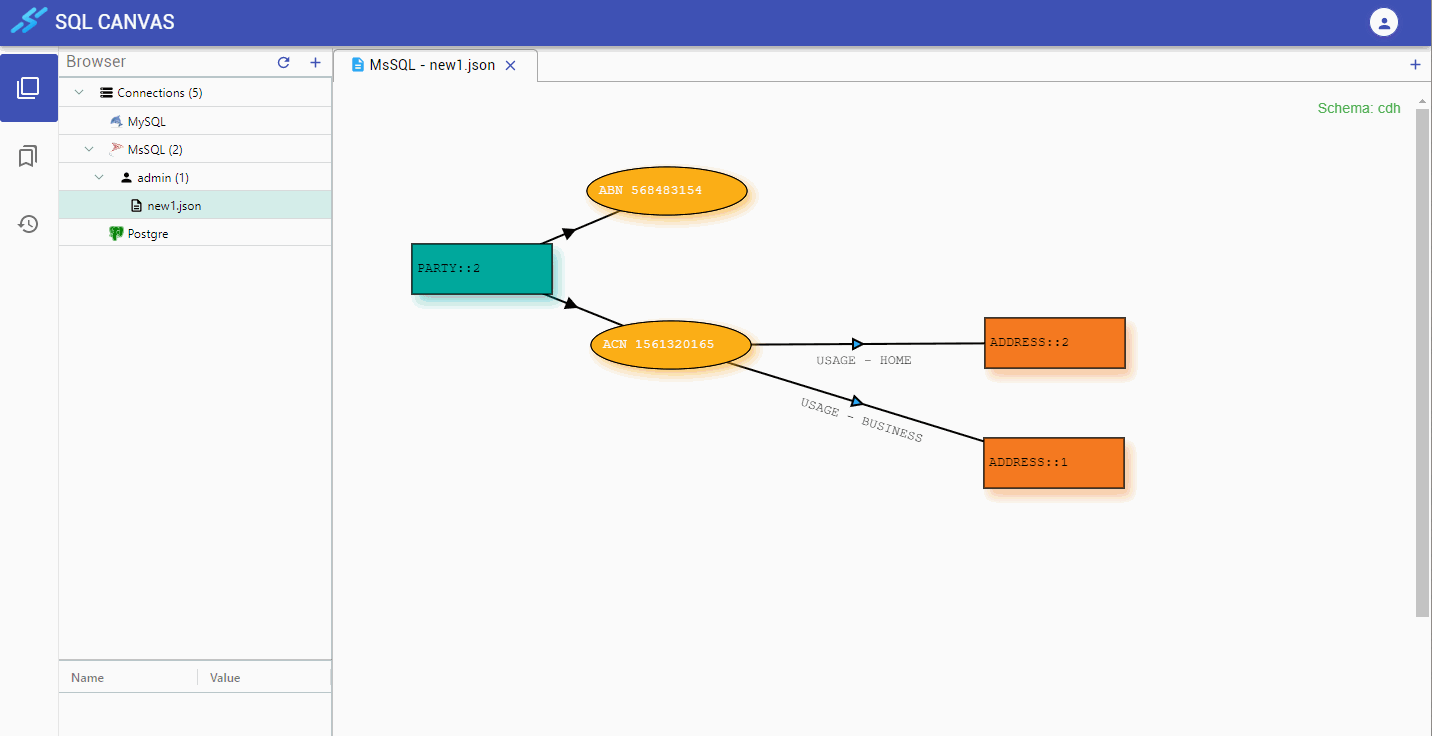 SQL CANVAS
Browser
Connections (5)
MySQL
MsSQL (2)
admin (1)
new1.json
Postgre
Name Value
MsSQL - new1.json
Schema: cdh
ABN 568483154
PARTY::2
ACN 1561320165
USAGE - HOME
ADDRESS::2
USAGE - BUSINESS
ADDRESS::1